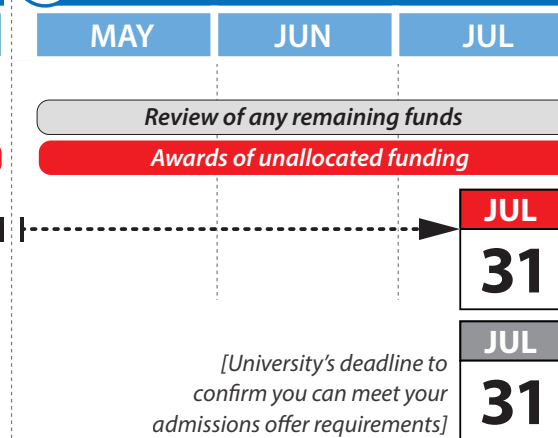 MAY JUN JUL
Review of any remaining funds
Awards of unallocated funding
JUL
31
JUL
31
[University’s deadline to
confirm you can meet your
admissions offer requirements]